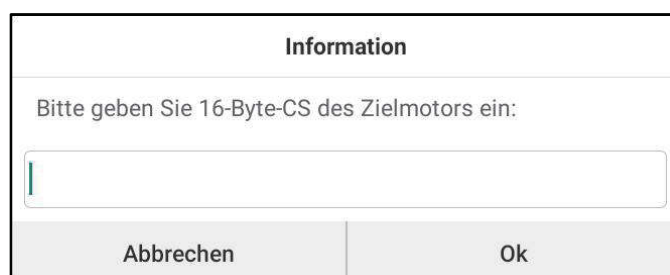 Information
Bitte geben Sie 16-Byte-CS des Zielmotors ein:
Abbrechen
Ok